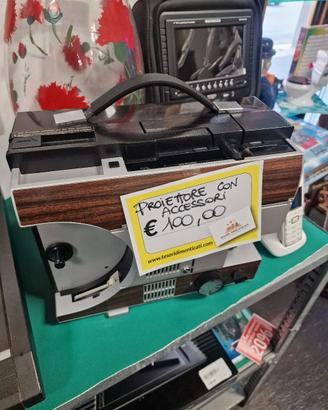 PROIETTORE CON
ACCESSORI
€ 100,00
www.tesoridimenticati.com